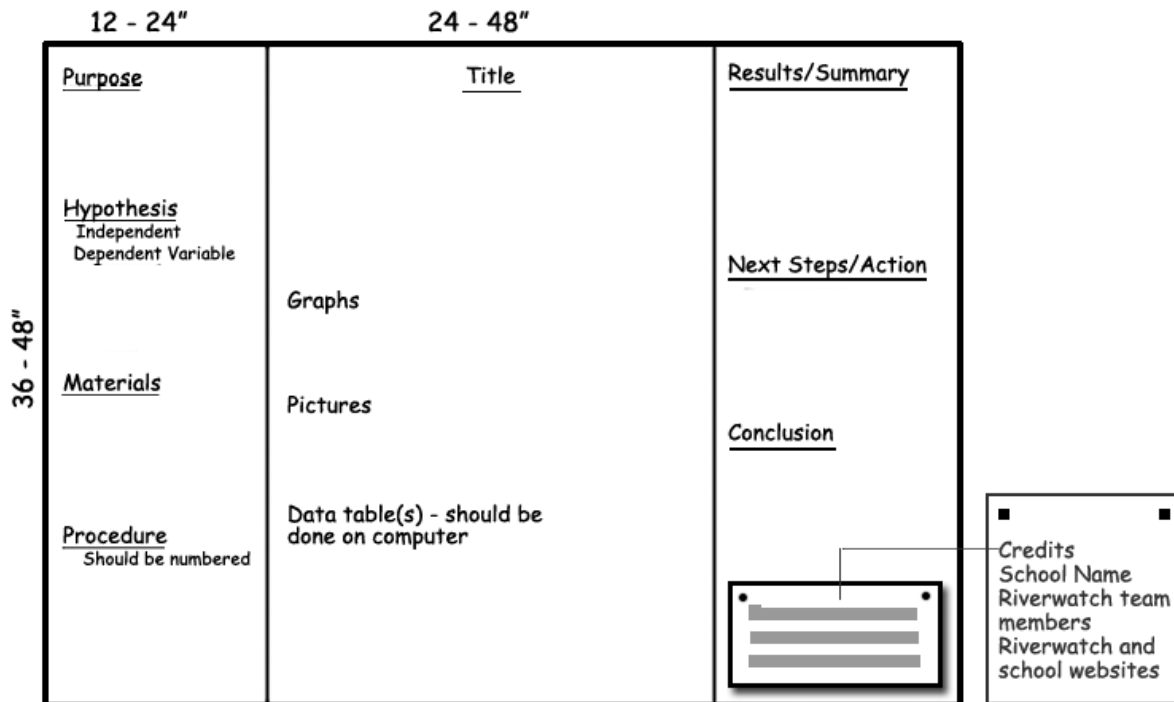 12 - 24"
24 - 48"
36 - 48"
Purpose
Hypothesis
Independent
Dependent Variable
Materials
Procedure
Should be numbered
Title
Graphs
Pictures
Data table(s) - should be
done on computer
Results/Summary
Next Steps/Action
Conclusion
Credits
School Name
Riverwatch team
members
Riverwatch and
school websites